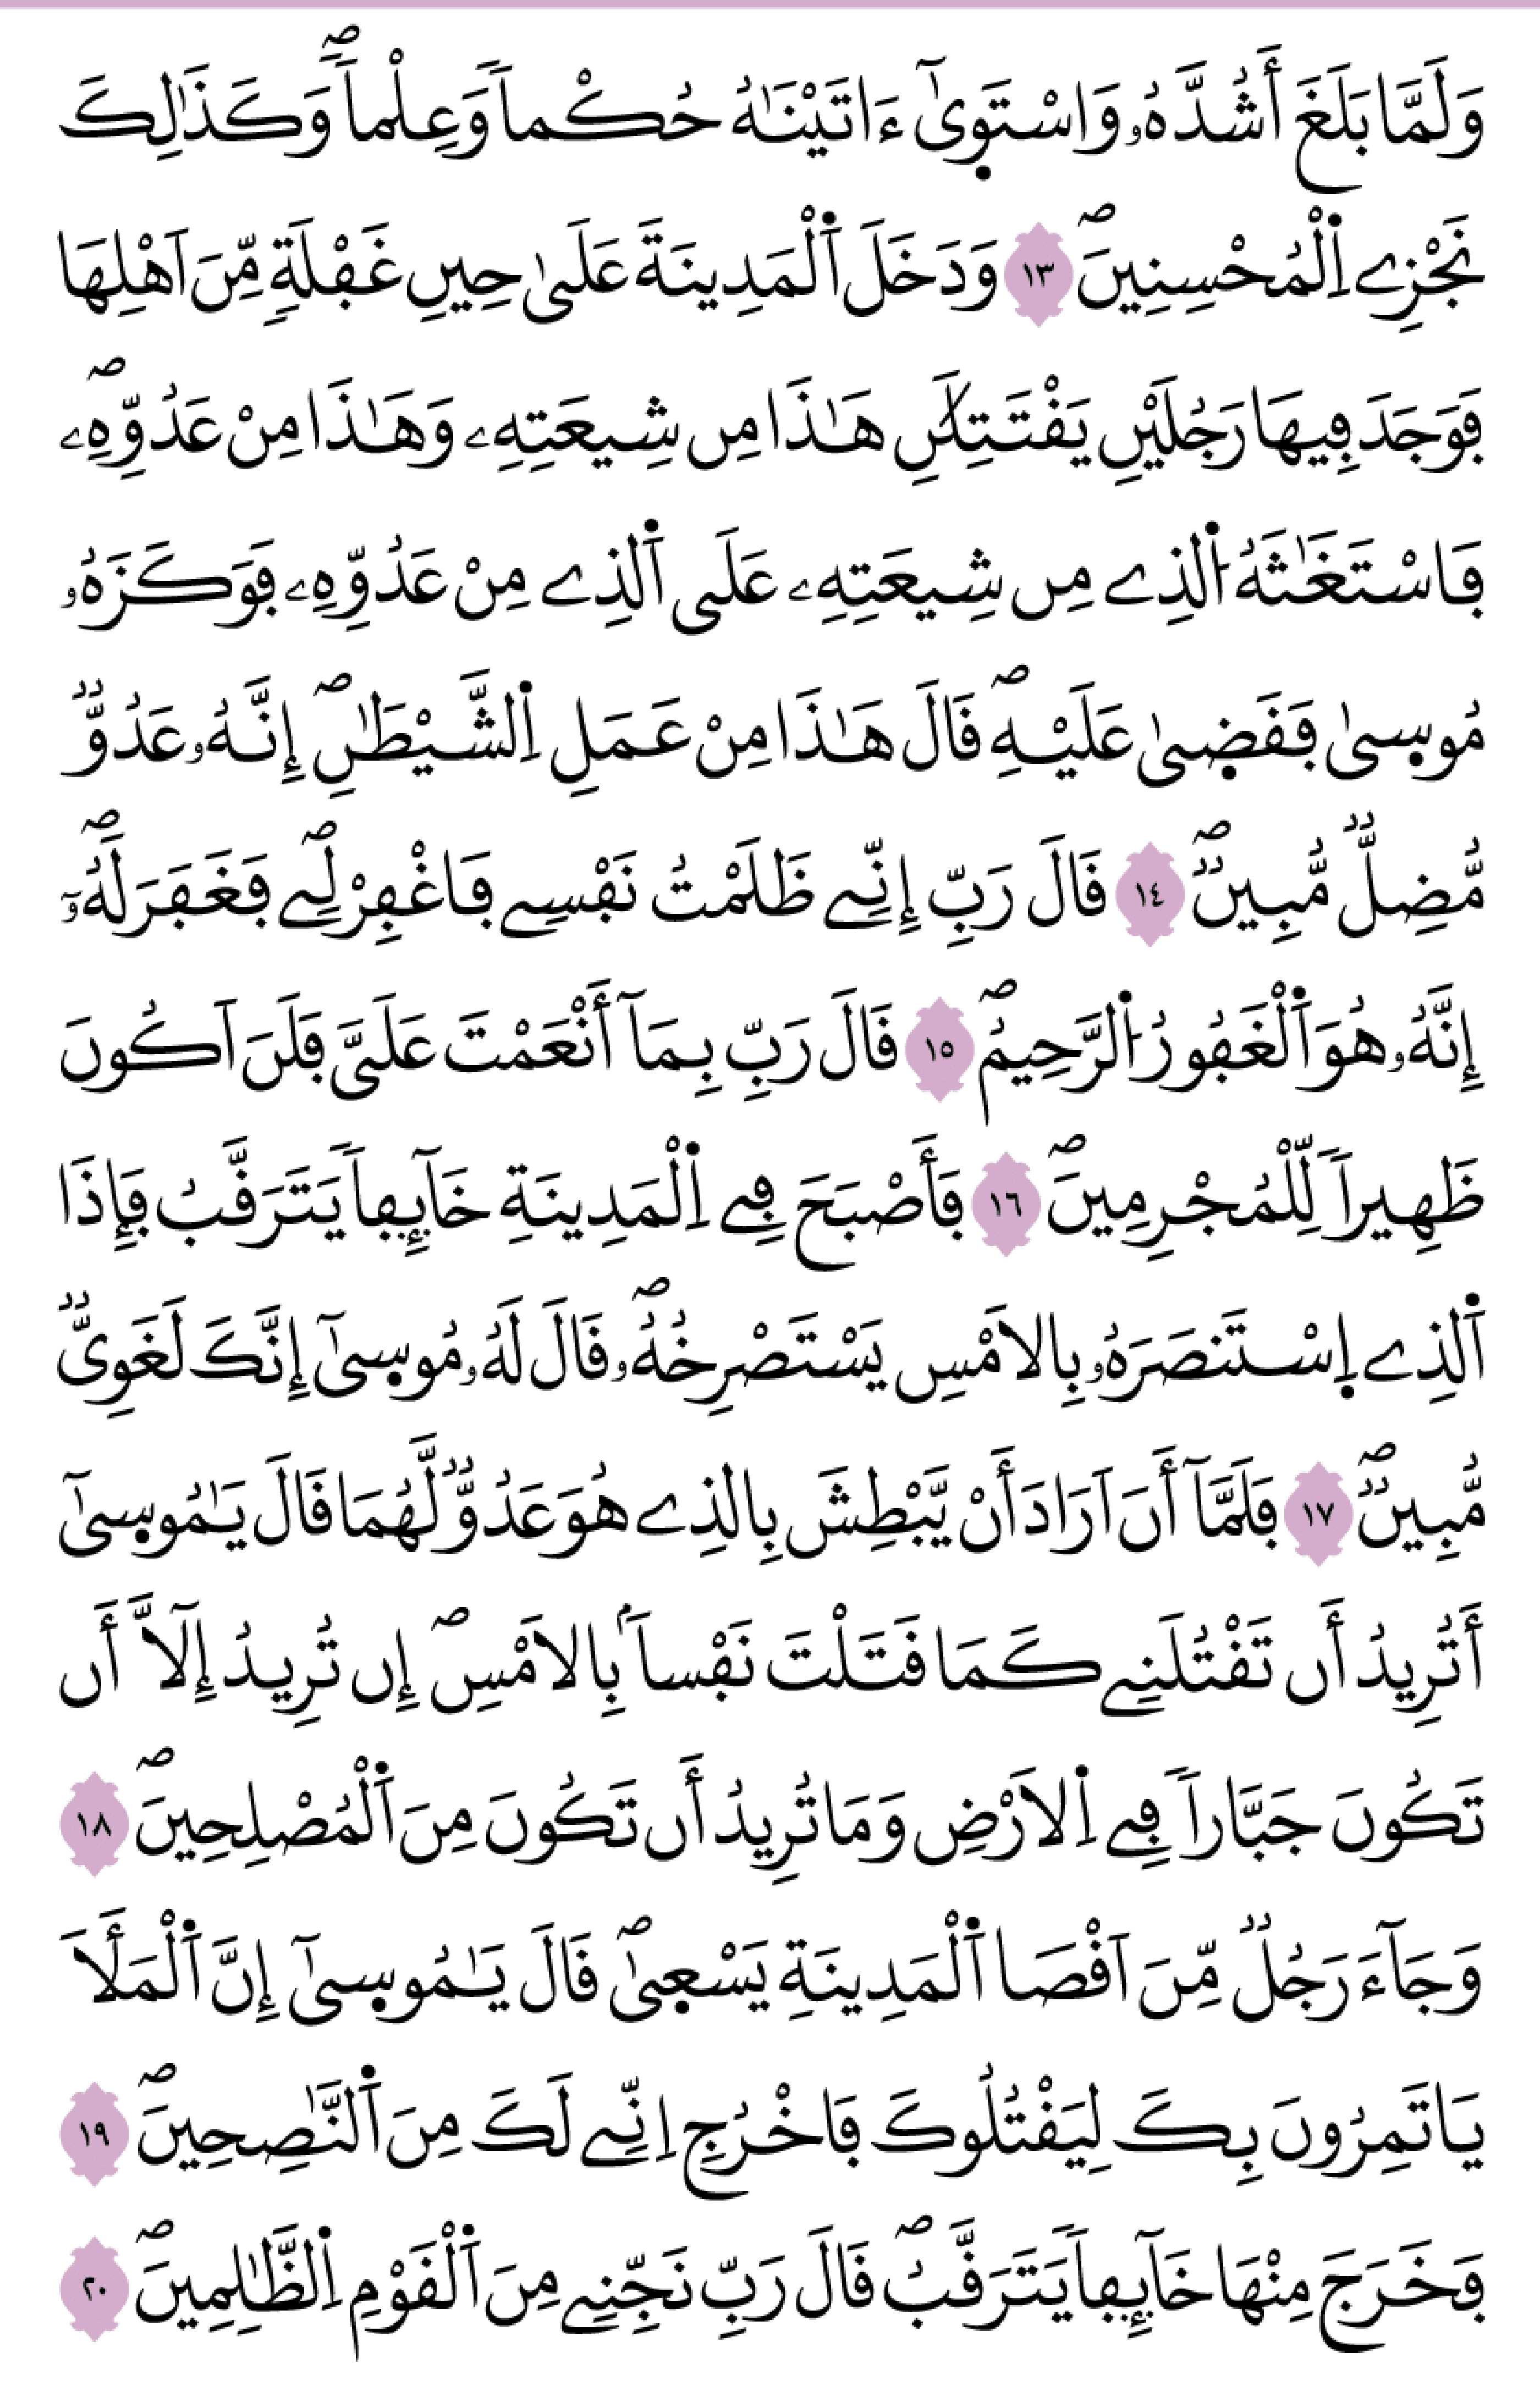 وَلَمَّا بَلَغَ أَشُدَّهُۥ وَاسْتَو۪ىٰٓ ءَاتَيْنَٰهُ حُكْماٗ وَعِلْماٗۖ وَكَذَٰلِكَ
نَجْزِے اِ۬لْمُحْسِنِينَۖ ١٣ وَدَخَلَ اَ۬لْمَدِينَةَ عَلَىٰ حِينِ غَفْلَةٖ مِّنَ اَهْلِهَا
فَوَجَدَ فِيهَا رَجُلَيْنِ يَقْتَتِلَٰنِ هَٰذَا مِن شِيعَتِهِۦ وَهَٰذَا مِنْ عَدُوِّهِۦۖ
فَاسْتَغَٰثَهُ اُ۬لذِے مِن شِيعَتِهِۦ عَلَى اَ۬لذِے مِنْ عَدُوِّهِۦ فَوَكَزَهُۥ
مُوس۪ىٰ فَقَض۪ىٰ عَلَيْهِۖ قَالَ هَٰذَا مِنْ عَمَلِ اِ۬لشَّيْطَٰنِۖ إِنَّهُۥ عَدُوّٞ
مُّضِلّٞ مُّبِينٞۖ ١٤ قَالَ رَبِّ إِنِّے ظَلَمْتُ نَفْسِے فَاغْفِرْ لِےۖ فَغَفَرَ لَهُۥٓۖ
إِنَّهُۥ هُوَ اَ۬لْغَفُورُ اُ۬لرَّحِيمُۖ ١٥ قَالَ رَبِّ بِمَآ أَنْعَمْتَ عَلَيَّ فَلَنَ اَكُونَ
ظَهِيراٗ لِّلْمُجْرِمِينَۖ ١٦ فَأَصْبَحَ فِے اِ۬لْمَدِينَةِ خَآئِفاٗ يَتَرَقَّبُ فَإِذَا
اَ۬لذِے اِ۪سْتَنصَرَهُۥ بِالَامْسِ يَسْتَصْرِخُهُۥۖ قَالَ لَهُۥ مُوس۪ىٰٓ إِنَّكَ لَغَوِيّٞ
مُّبِينٞۖ ١٧ فَلَمَّآ أَنَ اَرَادَ أَنْ يَّبْطِشَ بِالذِے هُوَ عَدُوّٞ لَّهُمَا قَالَ يَٰمُوس۪ىٰٓ
أَتُرِيدُ أَن تَقْتُلَنِے كَمَا قَتَلْتَ نَفْساَۢ بِالَامْسِۖ إِن تُرِيدُ إِلَّآ أَن
تَكُونَ جَبَّاراٗ فِے اِ۬لَارْضِ وَمَا تُرِيدُ أَن تَكُونَ مِنَ اَ۬لْمُصْلِحِينَۖ ١٨
وَجَآءَ رَجُلٞ مِّنَ اَقْصَا اَ۬لْمَدِينَةِ يَسْع۪ىٰۖ قَالَ يَٰمُوس۪ىٰٓ إِنَّ اَ۬لْمَلَأَ
يَاتَمِرُونَ بِكَ لِيَقْتُلُوكَ فَاخْرُجِ اِنِّے لَكَ مِنَ اَ۬لنَّٰصِحِينَۖ ١٩
فَخَرَجَ مِنْهَا خَآئِفاٗ يَتَرَقَّبُۖ قَالَ رَبِّ نَجِّنِے مِنَ اَ۬لْقَوْمِ اِ۬لظَّٰلِمِينَۖ ٢٠